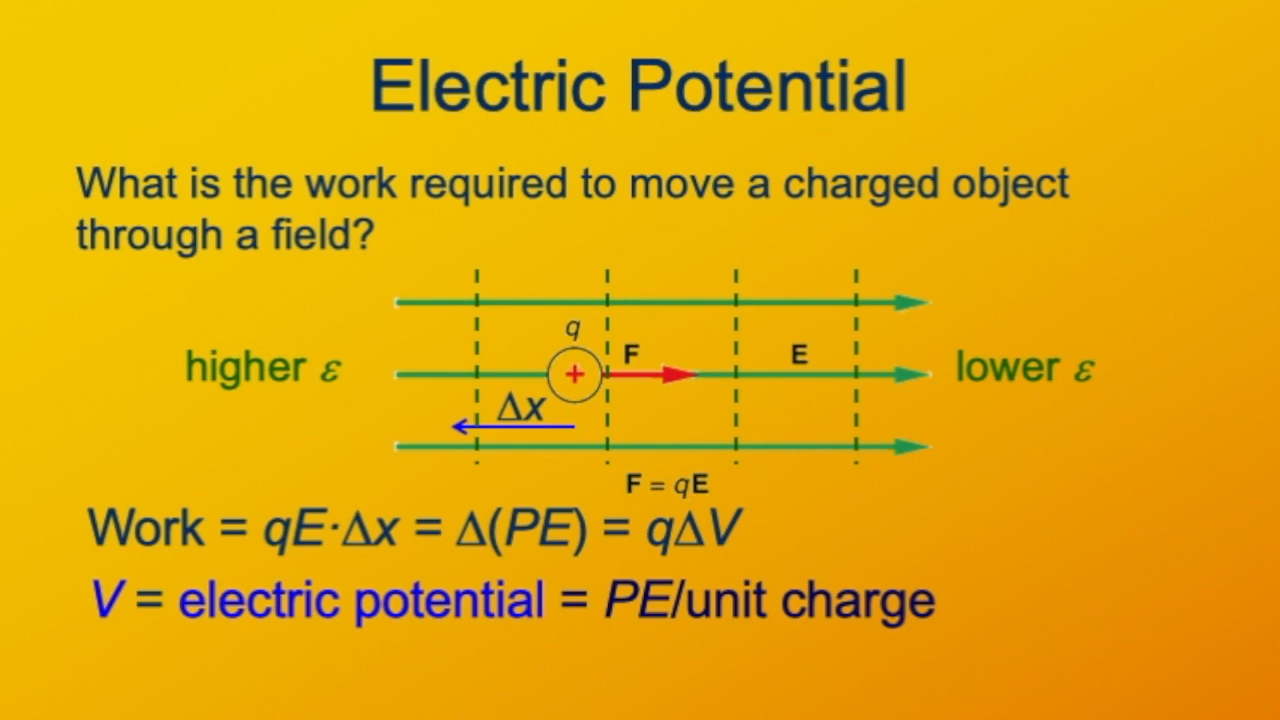 Electric Potential
What is the work required to move a charged object
through a field?
q
F
E
higher ε
+
lower ε
Δx
F = qE
Work = qE·Δx = Δ(PE) = qΔV
V = electric potential = PE/unit charge